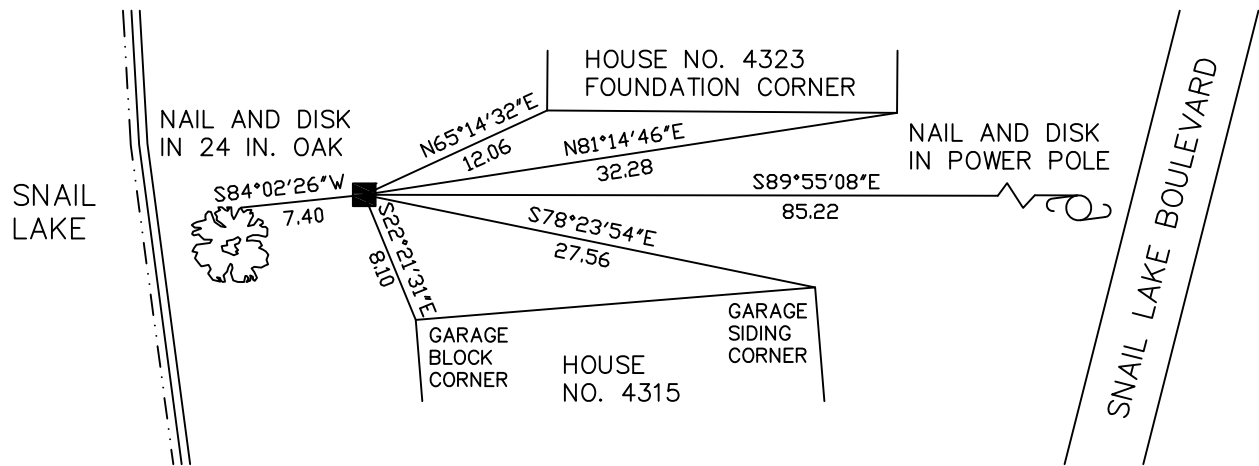 HOUSE NO. 4323
FOUNDATION CORNER
NAIL AND DISK
IN 24 IN. OAK
N65°14'32"E
12.06
N81°14'46"E
32.28
NAIL AND DISK
IN POWER POLE
SNAIL
LAKE
S84°02'26"W
7.40
S89°55'08"E
85.22
S78°23'54"E
27.56
S22°21'31"E
8.10
GARAGE
BLOCK
CORNER
HOUSE
NO. 4315
GARAGE
SIDING
CORNER
SNAIL LAKE BOULEVARD